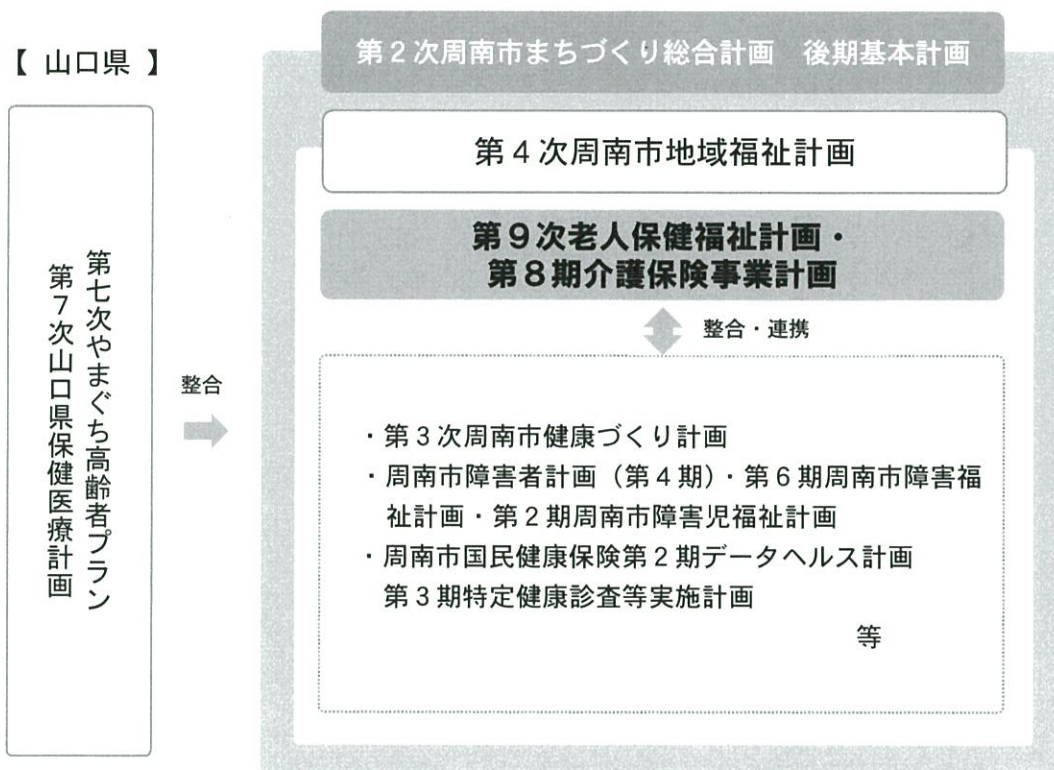 【 山口県 】
第七次やまぐち高齢者プラン
第7次山口県保健医療計画
整合
第2次周南市まちづくり総合計画 後期基本計画
第4次周南市地域福祉計画
第9次老人保健福祉計画・
第8期介護保険事業計画
整合・連携
・第3次周南市健康づくり計画
・周南市障害者計画(第4期)・第6期周南市障害福
祉計画・第2期周南市障害児福祉計画
・周南市国民健康保険第2期データヘルス計画
第3期特定健康診査等実施計画
等